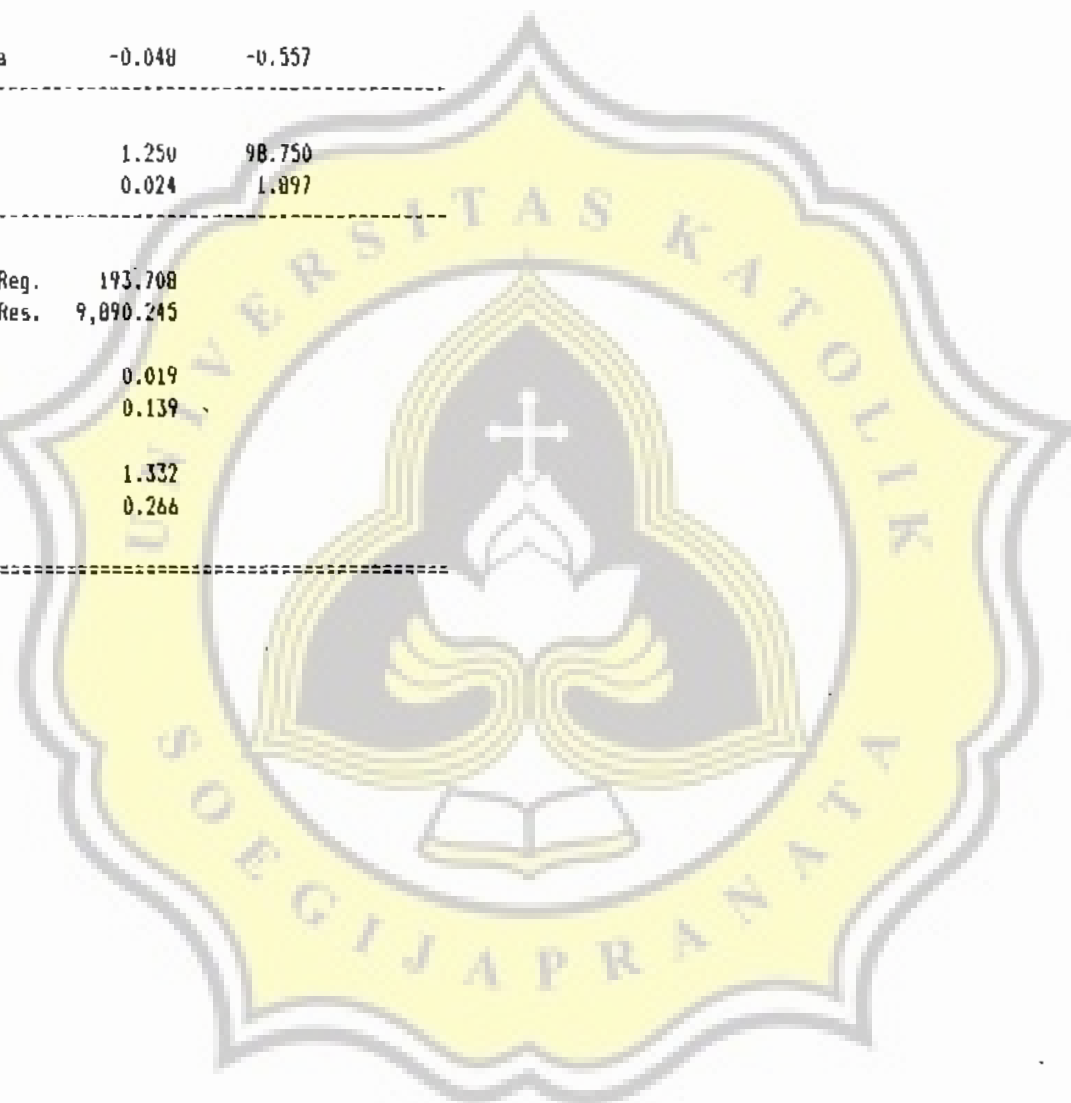 a -0.048 -0.557
1.250 98.750
0.024 1.897
Reg. 193.708
Res. 9,890.245
0.019
0.139
1.332
0.266
UNIVERSITAS KATOLIK
SOEGIJAPRANATA